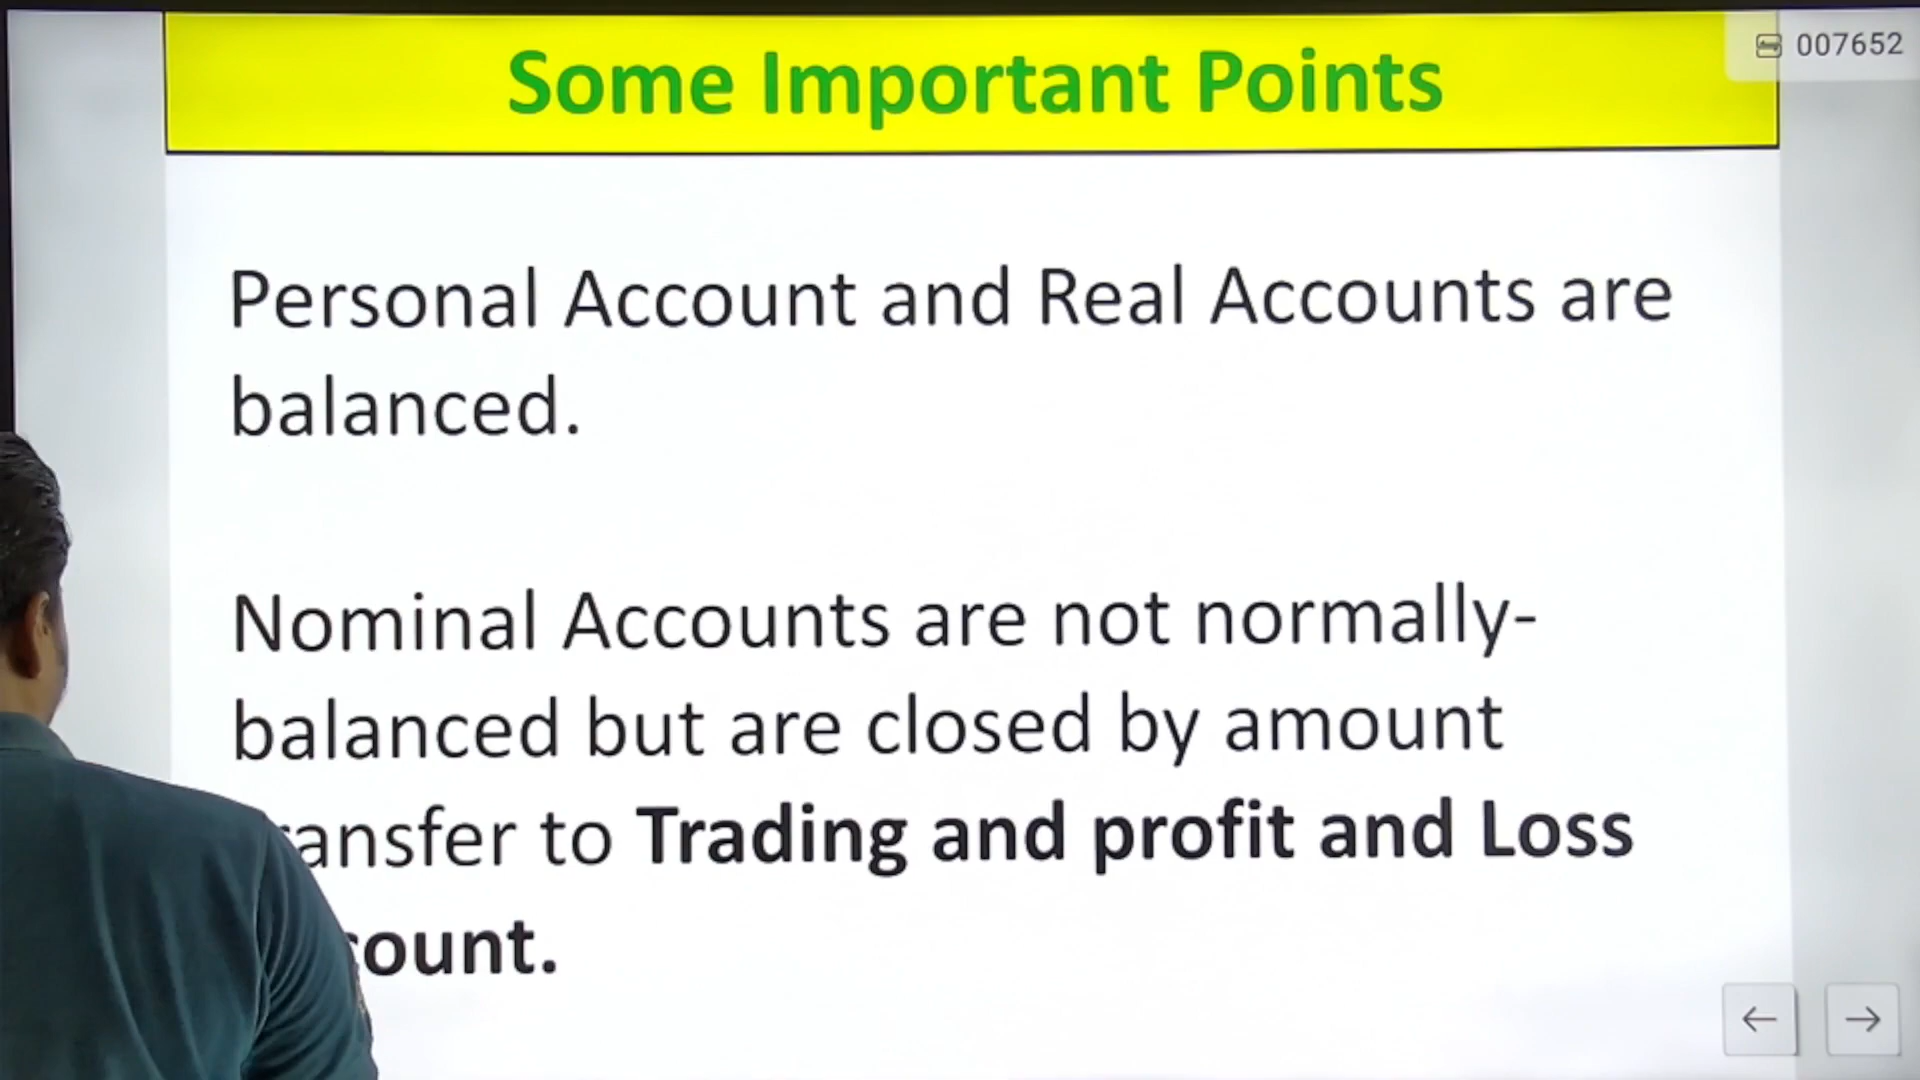 Some Important Points
007652
Personal Account and Real Accounts are
balanced.
Nominal Accounts are not normally-
balanced but are closed by amount
ansfer to Trading and profit and Loss
count.